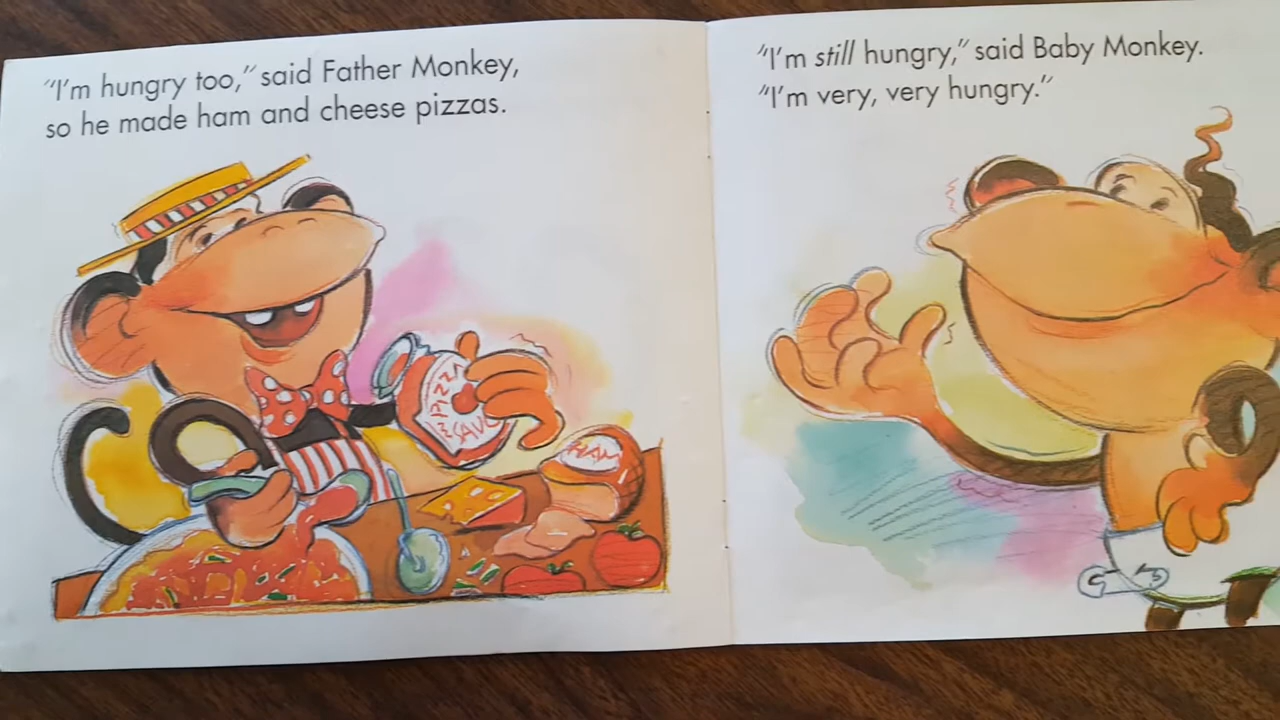 "I'm hungry too," said Father Monkey,
so he made ham and cheese pizzas.
"I'm still hungry," said Baby Monkey.
"I'm very, very hungry."
PIZZA
SAUC
HAM